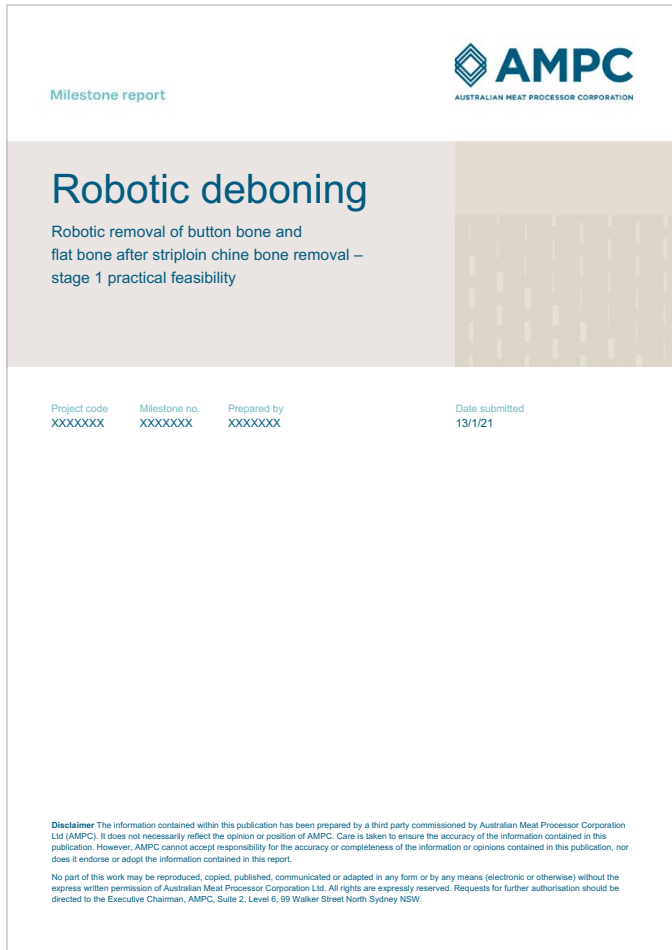 Milestone report
AMPC
AUSTRALIAN MEAT PROCESSOR CORPORATION
Robotic deboning
Robotic removal of button bone and
flat bone after striploin chine bone removal –
stage 1 practical feasibility
Project code
XXXXXXX
Milestone no.
XXXXXXX
Prepared by
XXXXXXX
Date submitted
13/1/21
Disclaimer The information contained within this publication has been prepared by a third party commissioned by Australian Meat Processor Corporation
Ltd (AMPC). It does not necessarily reflect the opinion or position of AMPC. Care is taken to ensure the accuracy of the information contained in this
publication. However, AMPC cannot accept responsibility for the accuracy or completeness of the information or opinions contained in this publication, nor
does it endorse or adopt the information contained in this report.
No part of this work may be reproduced, copied, published, communicated or adapted in any form or by any means (electronic or otherwise) without the
express written permission of Australian Meat Processor Corporation Ltd. All rights are expressly reserved. Requests for further authorisation should be
directed to the Executive Chairman, AMPC, Suite 2, Level 6, 99 Walker Street North Sydney NSW.